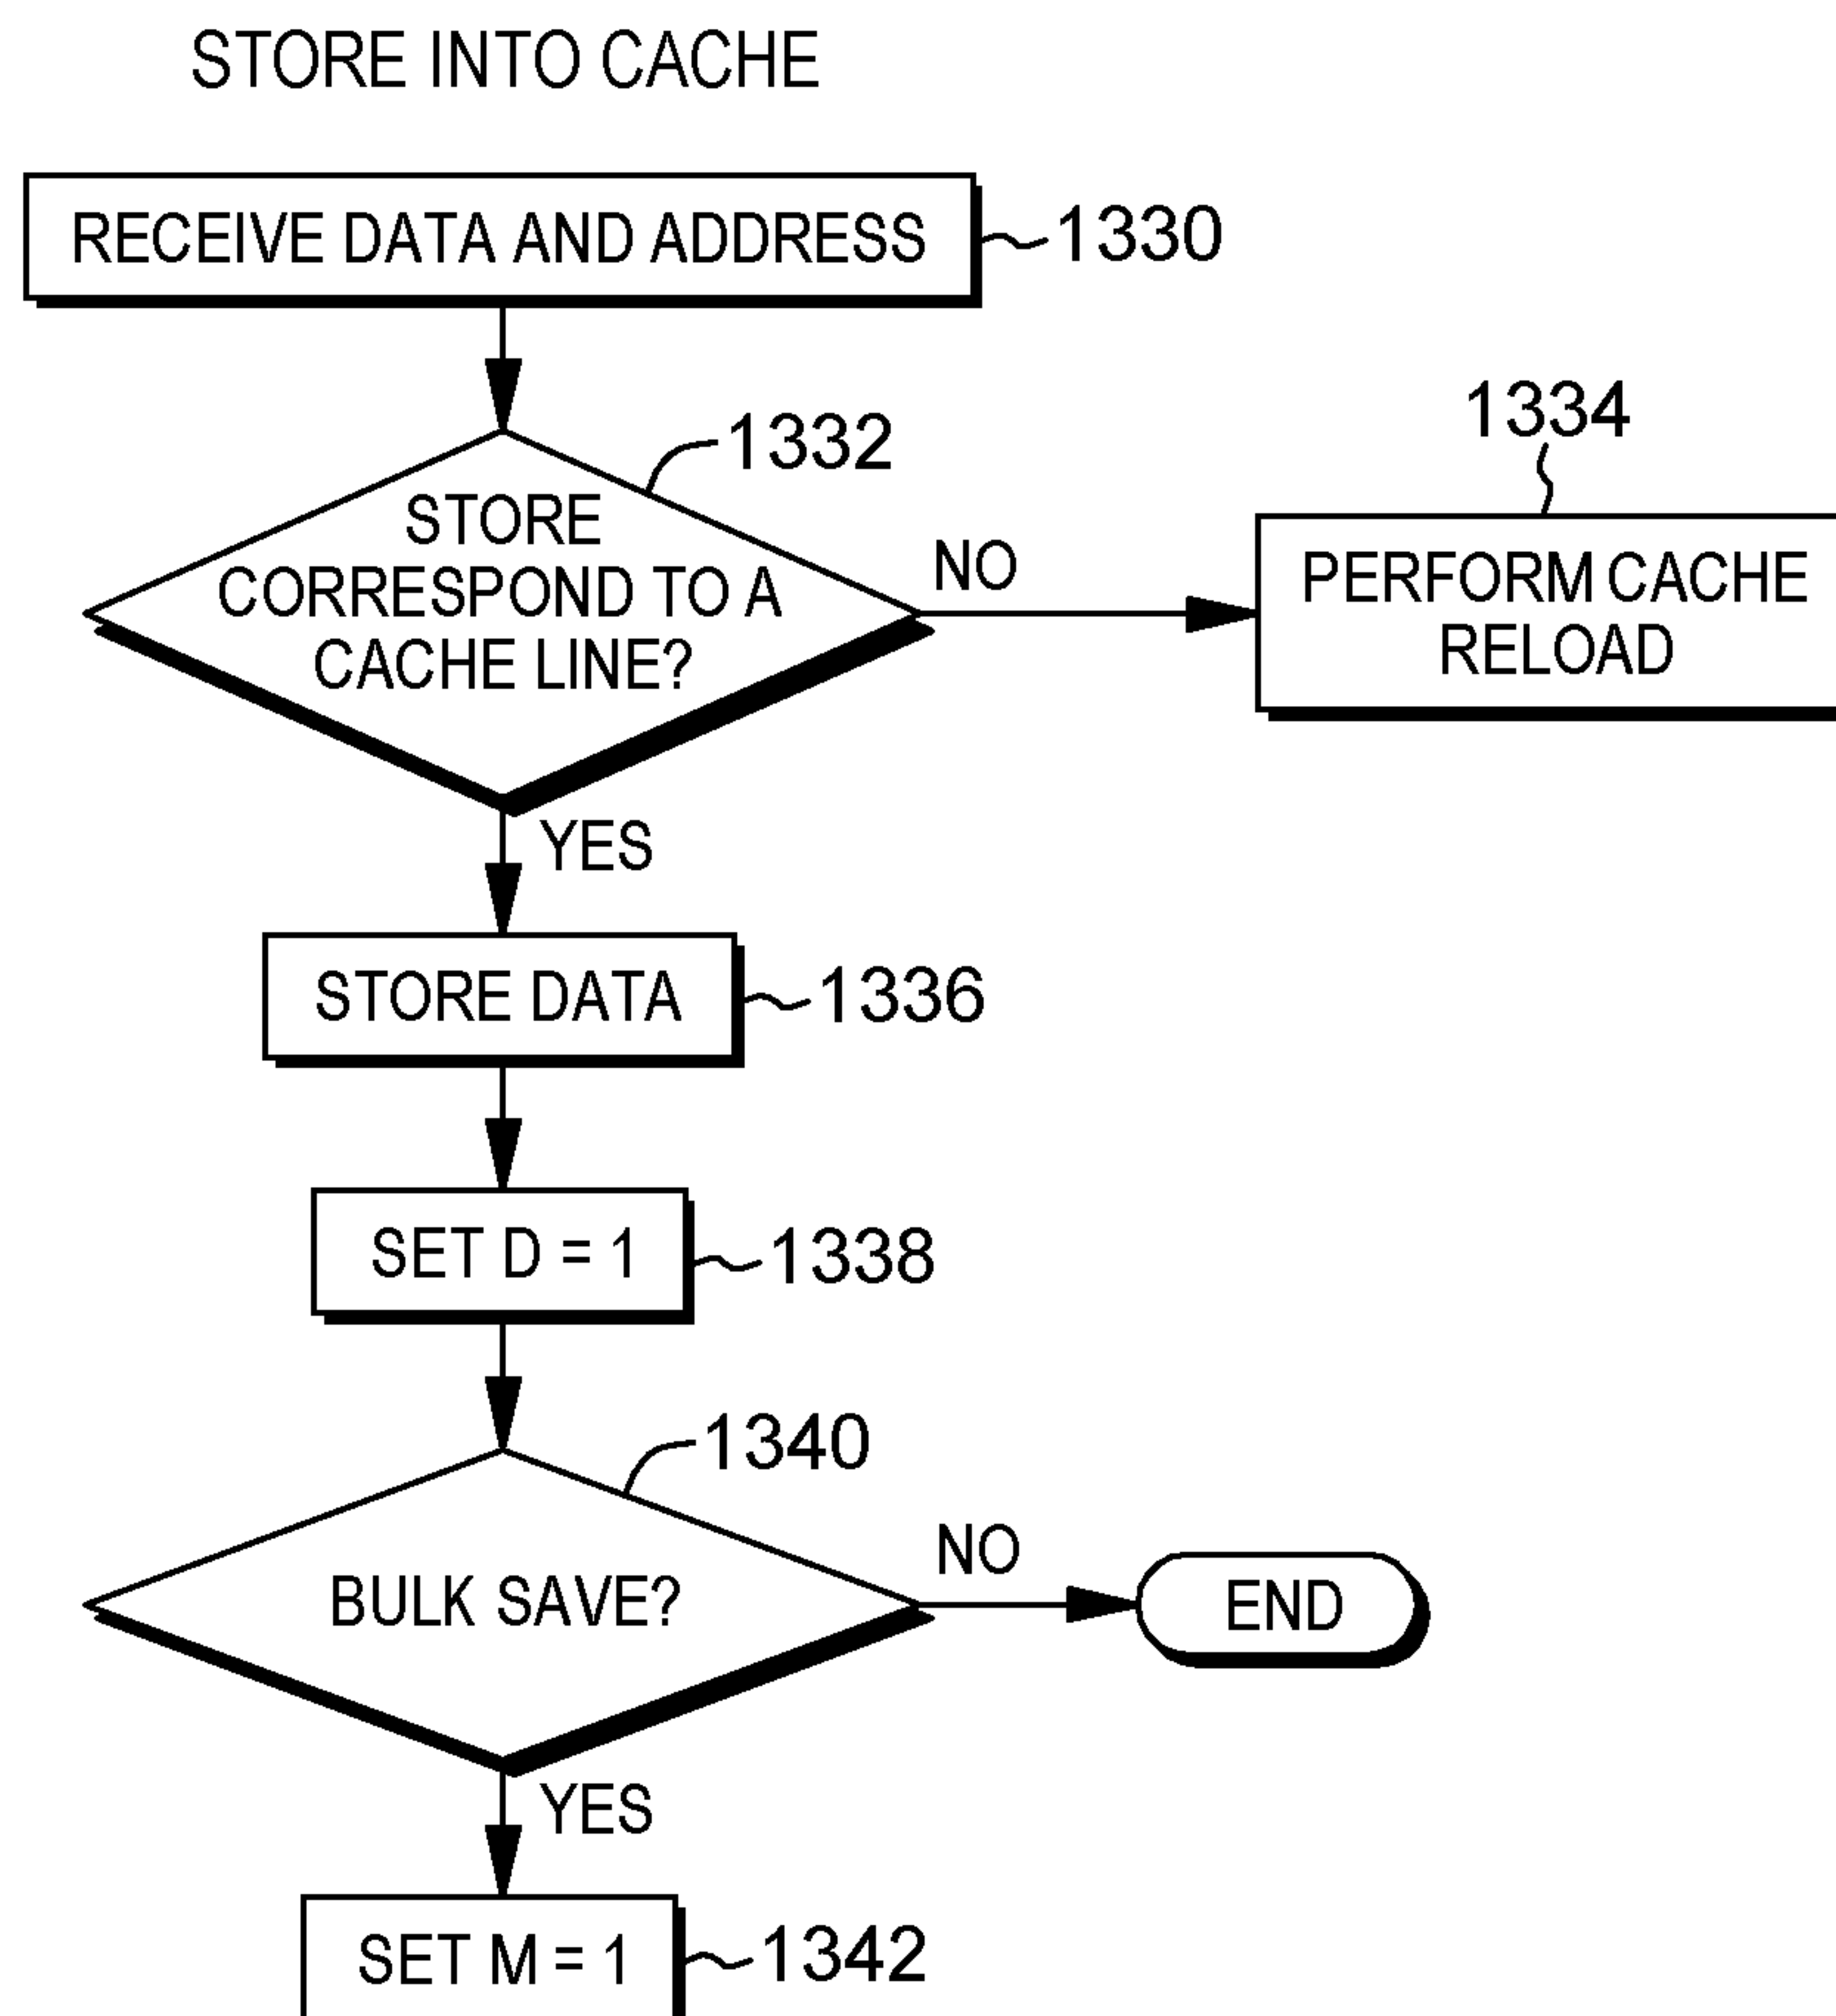 STORE INTO CACHE
RECEIVE DATA AND ADDRESS
1330
1332
STORE
CORRESPOND TO A
CACHE LINE?
NO
1334
PERFORM CACHE
RELOAD
YES
STORE DATA
1336
SET D = 1
1338
1340
BULK SAVE?
NO
END
YES
SET M = 1
1342